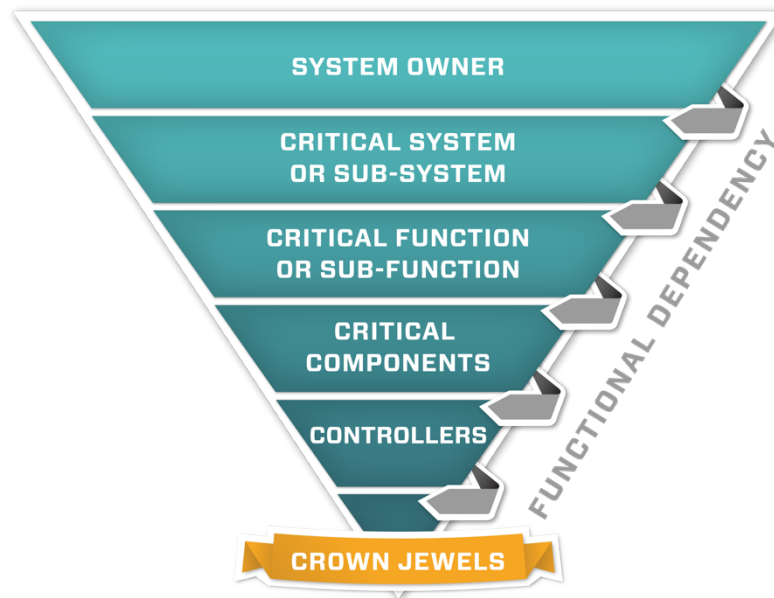 SYSTEM OWNER
CRITICAL SYSTEM
OR SUB-SYSTEM
CRITICAL FUNCTION
OR SUB-FUNCTION
CRITICAL
COMPONENTS
CONTROLLERS
CROWN JEWELS
FUNCTIONAL DEPENDENCY